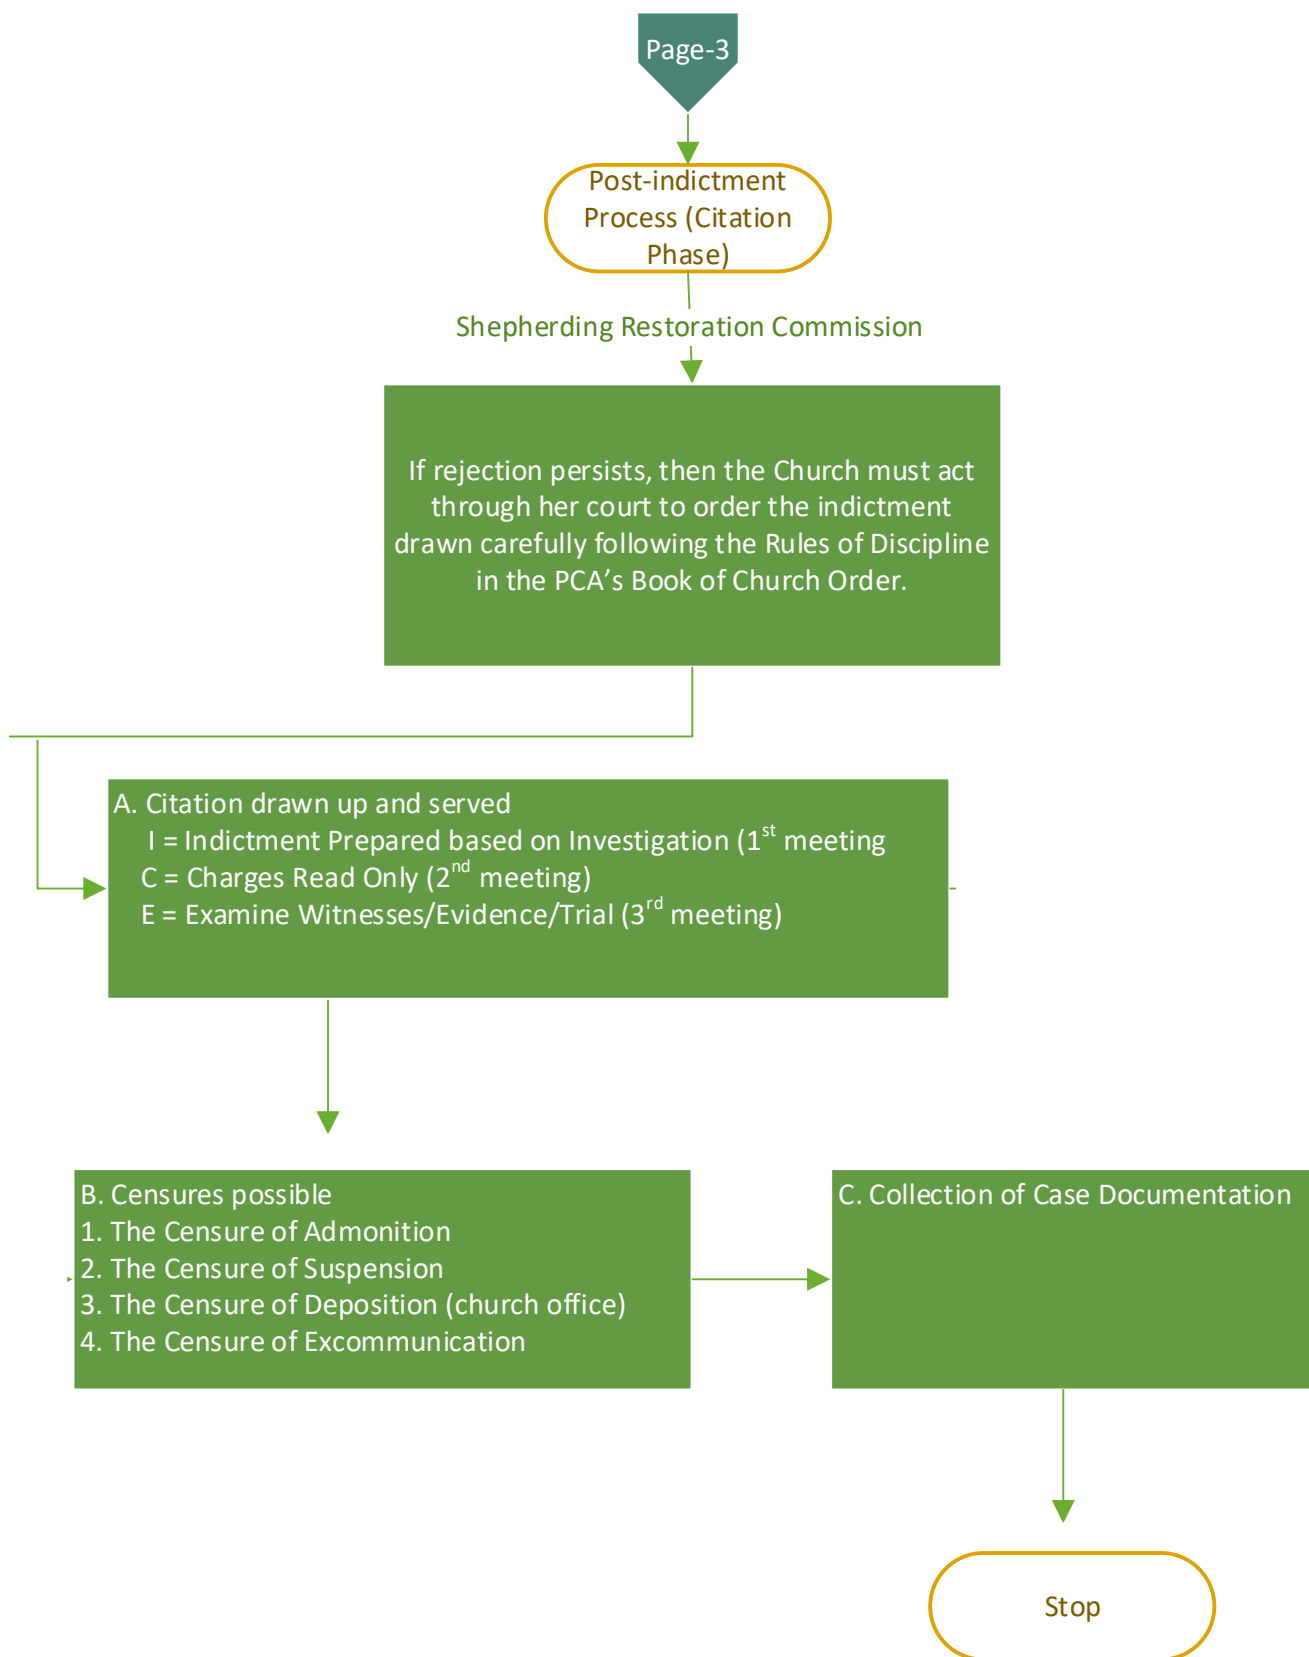 Page-3
Post-indictment
Process (Citation
Phase)
Shepherding Restoration Commission
If rejection persists, then the Church must act
through her court to order the indictment
drawn carefully following the Rules of Discipline
in the PCA’s Book of Church Order.
A. Citation drawn up and served
I = Indictment Prepared based on Investigation (1st meeting
C = Charges Read Only (2nd meeting)
E = Examine Witnesses/Evidence/Trial (3rd meeting)
B. Censures possible
1. The Censure of Admonition
2. The Censure of Suspension
3. The Censure of Deposition (church office)
4. The Censure of Excommunication
C. Collection of Case Documentation
Stop